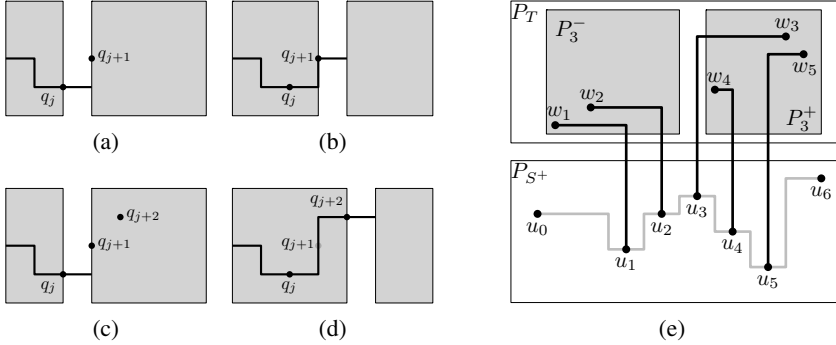 q_j
q_{j+1}
(a)
q_{j+1}
q_j
(b)
q_{j+2}
q_{j+1}
q_j
(c)
q_{j+2}
q_{j+1}
q_j
(d)
P_T
P_3^-
w_3
w_5
w_4
w_2
w_1
P_3^+
P_{S^+}
u_6
u_3
u_0
u_2
u_4
u_1
u_5
(e)